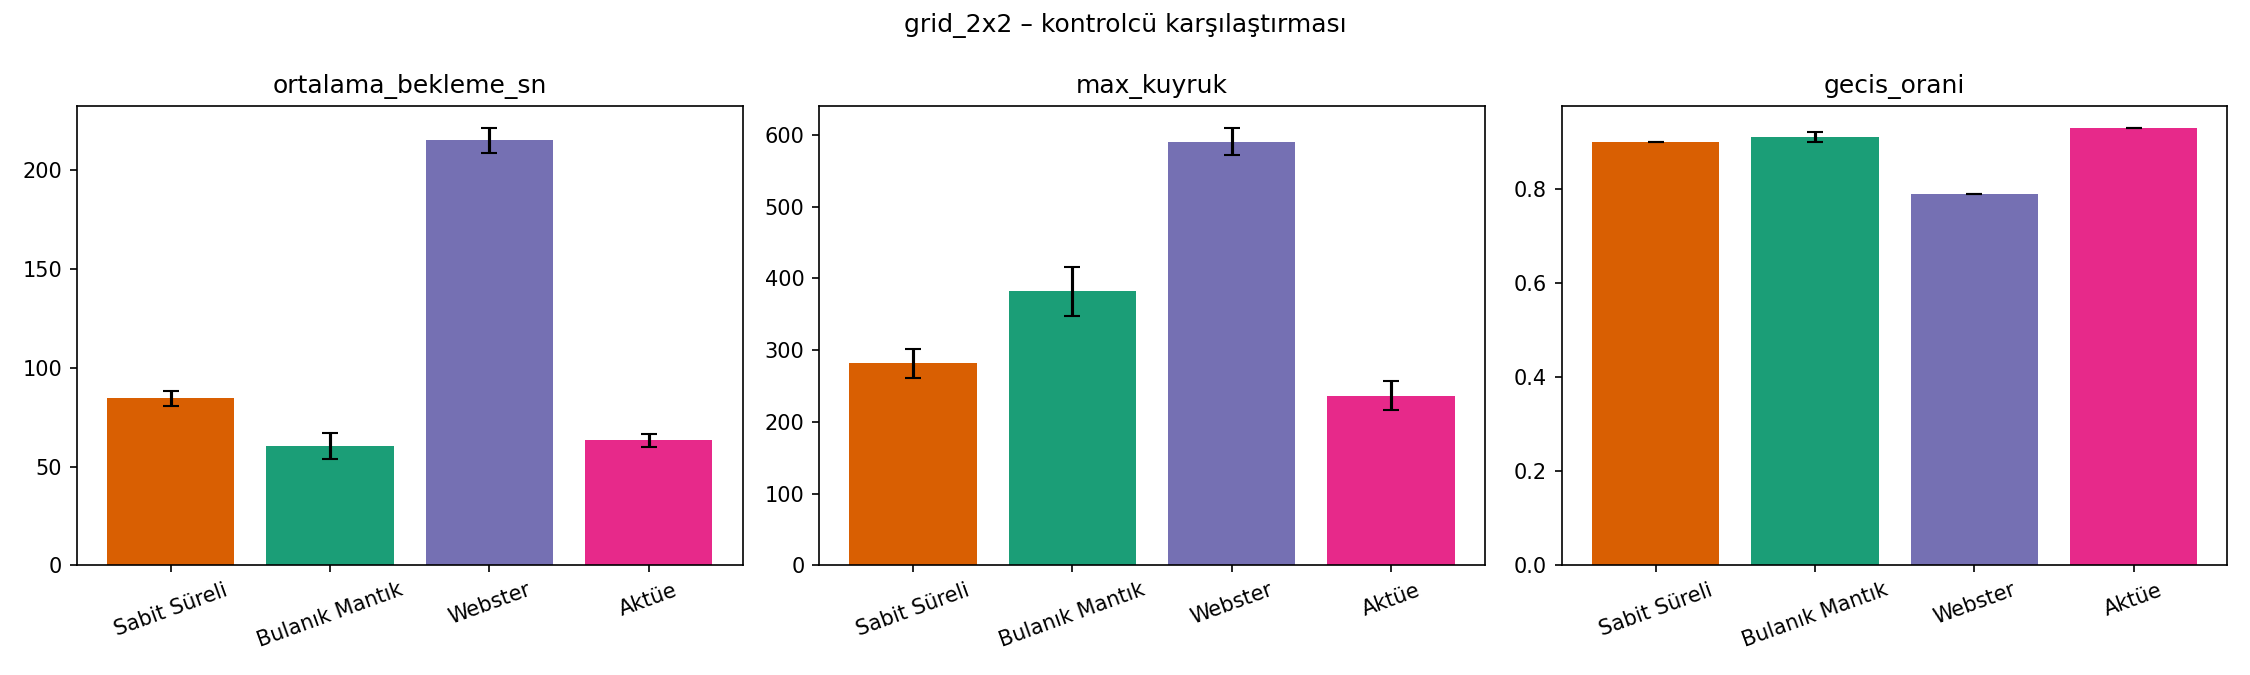 grid_2x2 – kontrolcü karşılaştırması
ortalama_bekleme_sn
200
150
100
50
0
Sabit Süreli
Bulanık Mantık
Webster
Aktüe
max_kuyruk
600
500
400
300
200
100
0
Sabit Süreli
Bulanık Mantık
Webster
Aktüe
gecis_orani
0.8
0.6
0.4
0.2
0.0
Sabit Süreli
Bulanık Mantık
Webster
Aktüe